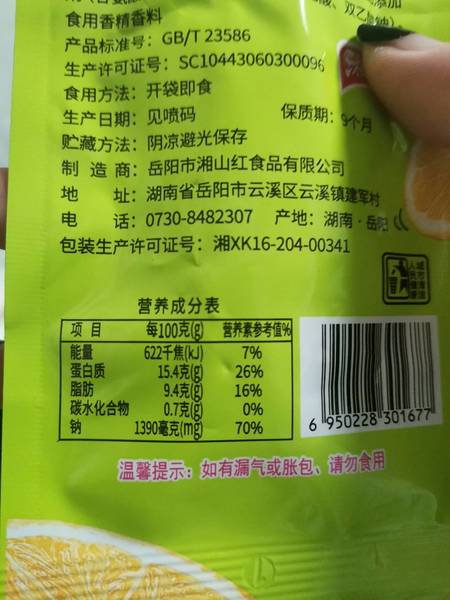 添加
双乙
食用香精香料
产品标准号：GB/T 23586
生产许可证号：SC10443060300096
食用方法：开袋即食
生产日期：见喷码 保质期：9个月
贮藏方法：阴凉避光保存
制造商：岳阳市湘山红食品有限公司
地址：湖南省岳阳市云溪区云溪镇建军村
电话：0730-8482307 产地：湖南·岳阳
包装生产许可证号：湘XK16-204-00341
营养成分表
项目 每100克(g) 营养素参考值%
能量 622千焦(kJ) 7%
蛋白质 15.4克(g) 26%
脂肪 9.4克(g) 16%
碳水化合物 0.7克(g) 0%
钠 1390毫克(mg) 70%
6 950228 301677
温馨提示：如有漏气或胀包、请勿食用